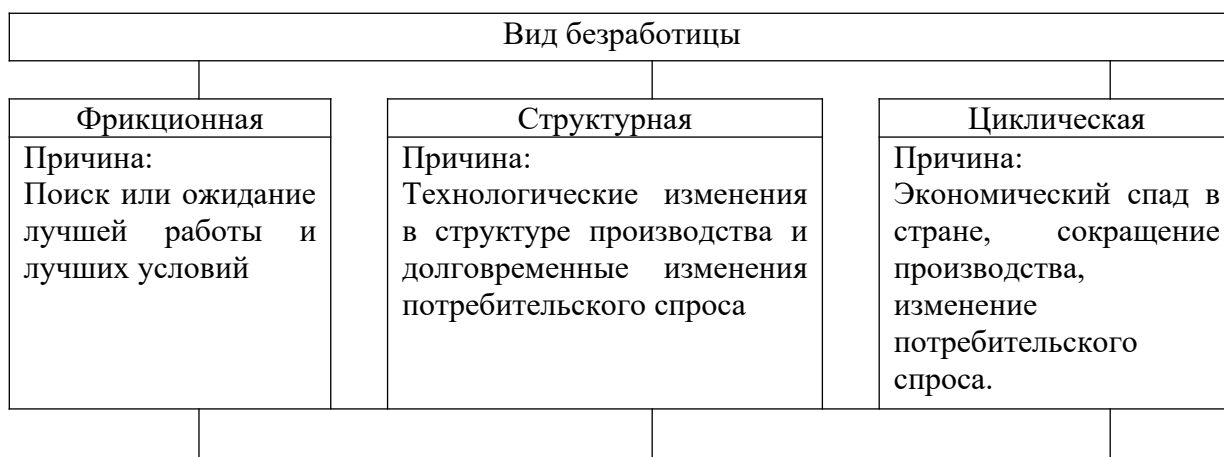 Вид безработицы
Фрикционная
Причина:
Поиск или ожидание
лучшей работы и
лучших условий
Структурная
Причина:
Технологические изменения
в структуре производства и
долговременные изменения
потребительского спроса
Циклическая
Причина:
Экономический спад в
стране, сокращение
производства,
изменение
потребительского
спроса.